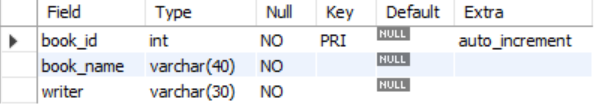 Field Type Null Key Default Extra
book_id int NO PRI NULL auto_increment
book_name varchar(40) NO NULL
writer varchar(30) NO NULL